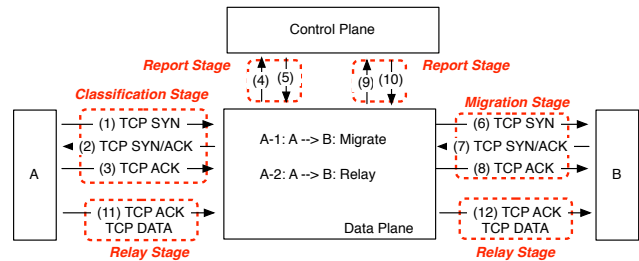 Control Plane
Report Stage
(4)
(5)
(9)
(10)
Report Stage
Classification Stage
Migration Stage
A
(1) TCP SYN
(2) TCP SYN/ACK
(3) TCP ACK
(11) TCP ACK
TCP DATA
Relay Stage
A-1: A --> B: Migrate
A-2: A --> B: Relay
Data Plane
(6) TCP SYN
(7) TCP SYN/ACK
(8) TCP ACK
(12) TCP ACK
TCP DATA
Relay Stage
B